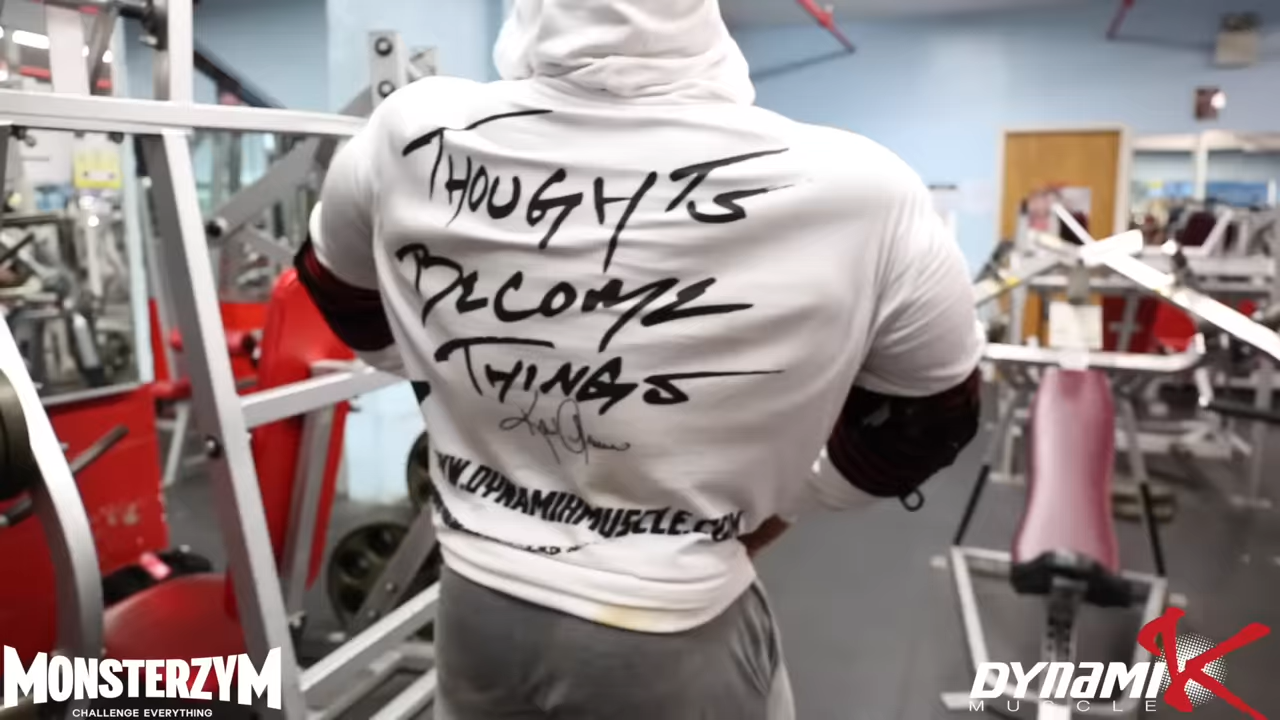 THOUGHTS
BECOME
THINGS
WWW.DYNAMIKMUSCLE.COM
MONSTERZYM
CHALLENGE EVERYTHING
DYNAMIK
MUSCLE